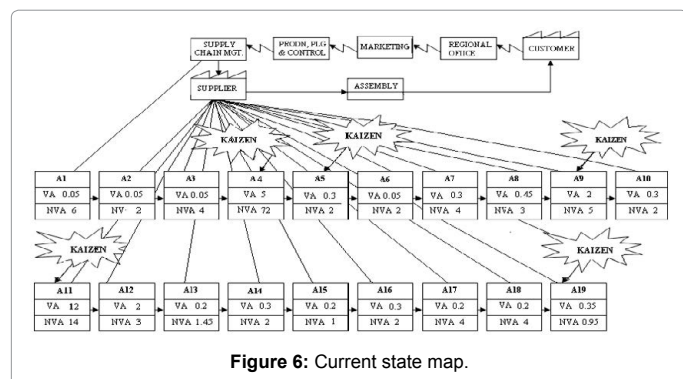 SUPPLY
CHAIN MGT.
PRODN, PLG
& CONTROL
MARKETING
REGIONAL
OFFICE
CUSTOMER
SUPPLIER
ASSEMBLY
KAIZEN
KAIZEN
KAIZEN
A1
VA 0.05
NVA 6
A2
VA 0.05
NV 2
A3
VA 0.05
NVA 4
A4
VA 5
NVA 72
A5
VA 0.3
NVA 2
A6
VA 0.05
NVA 2
A7
VA 0.3
NVA 4
A8
VA 0.45
NVA 3
A9
VA 2
NVA 5
A10
VA 0.3
NVA 2
KAIZEN
KAIZEN
A11
VA 12
NVA 14
A12
VA 2
NVA 3
A13
VA 0.2
NVA 1.45
A14
VA 0.3
NVA 2
A15
VA 0.2
NVA 1
A16
VA 0.3
NVA 2
A17
VA 0.2
NVA 4
A18
VA 0.2
NVA 4
A19
VA 0.35
NVA 0.95
Figure 6: Current state map.